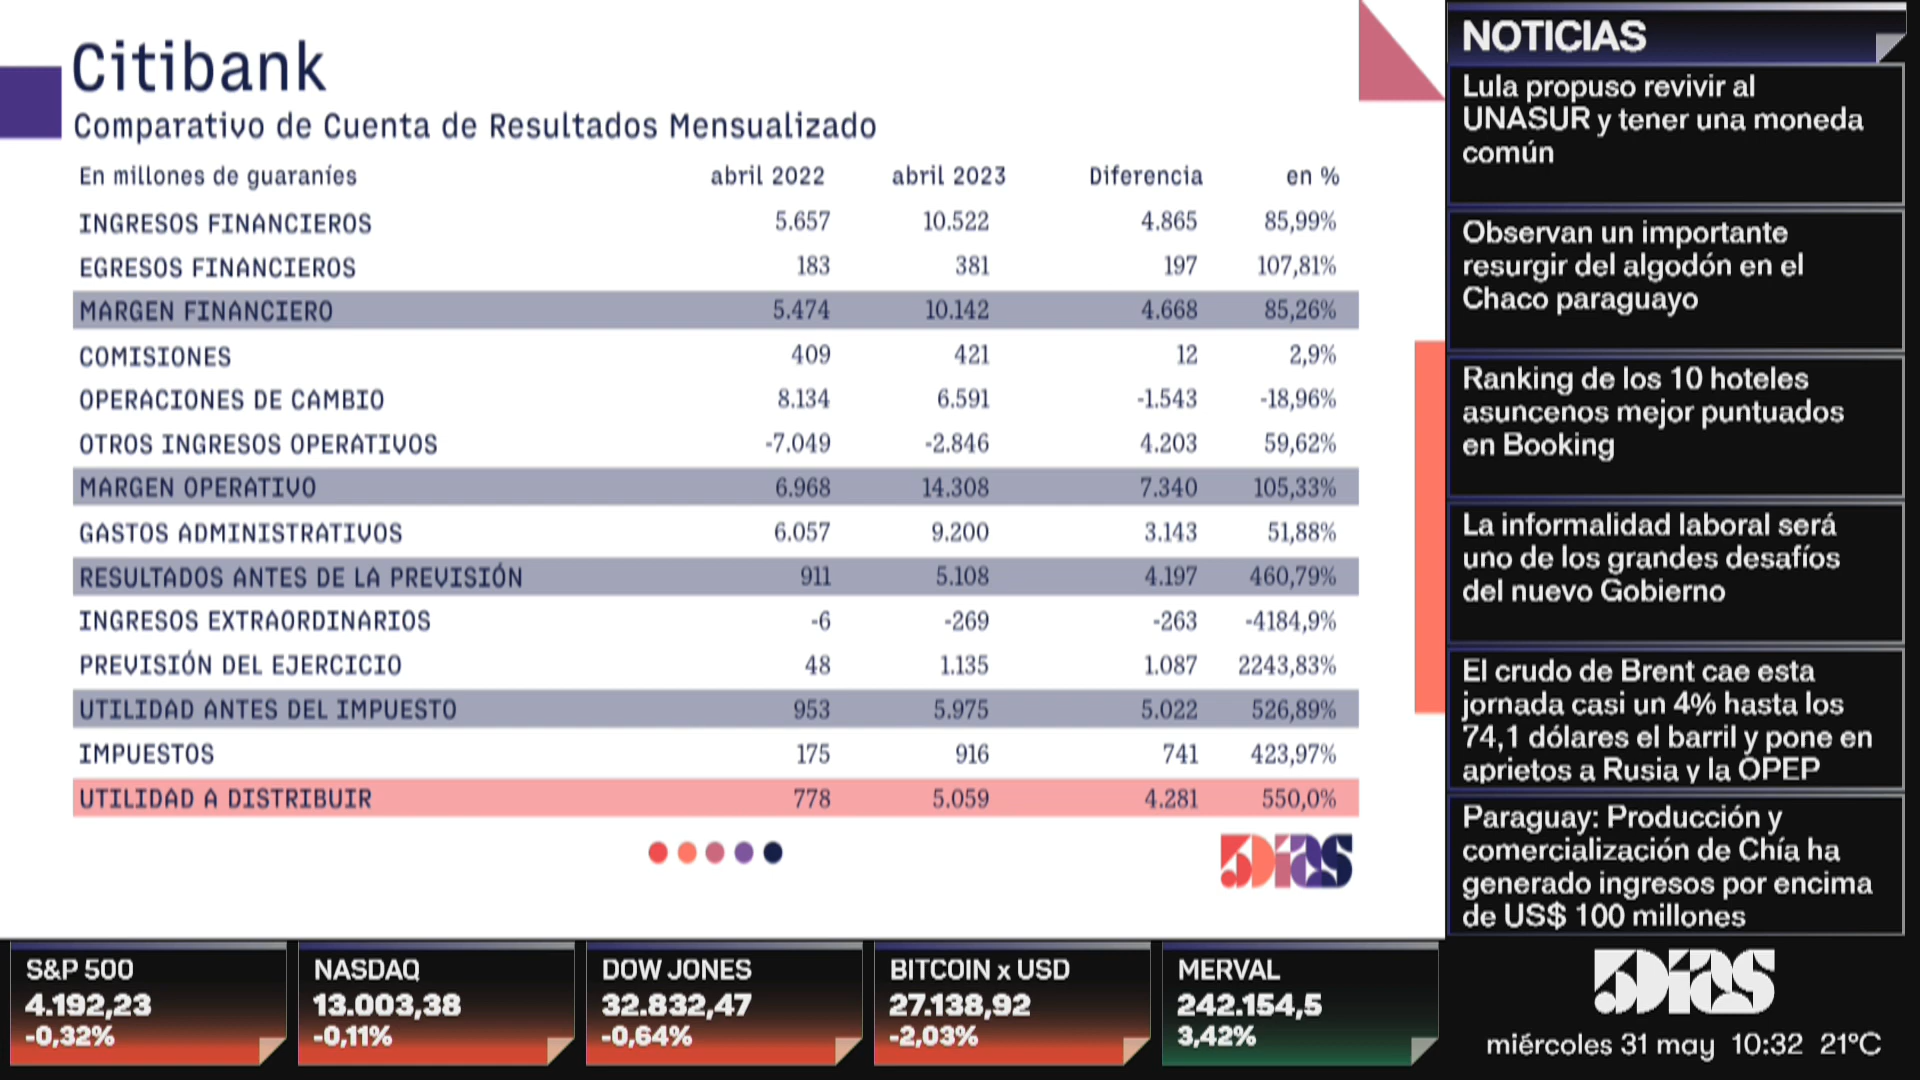 Citibank
Comparativo de Cuenta de Resultados Mensualizado
En millones de guaraníes abril 2022 abril 2023 Diferencia en %
INGRESOS FINANCIEROS 5.657 10.522 4.865 85,99%
EGRESOS FINANCIEROS 183 381 197 107,81%
MARGEN FINANCIERO 5.474 10.142 4.668 85,26%
COMISIONES 409 421 12 2,9%
OPERACIONES DE CAMBIO 8.134 6.591 -1.543 -18,96%
OTROS INGRESOS OPERATIVOS -7.049 -2.846 4.203 59,62%
MARGEN OPERATIVO 6.968 14.308 7.340 105,33%
GASTOS ADMINISTRATIVOS 6.057 9.200 3.143 51,88%
RESULTADOS ANTES DE LA PREVISIÓN 911 5.108 4.197 460,79%
INGRESOS EXTRAORDINARIOS -6 -269 -263 -4184,9%
PREVISIÓN DEL EJERCICIO 48 1.135 1.087 2243,83%
UTILIDAD ANTES DEL IMPUESTO 953 5.975 5.022 526,89%
IMPUESTOS 175 916 741 423,97%
UTILIDAD A DISTRIBUIR 778 5.059 4.281 550,0%
5Días
NOTICIAS
Lula propuso revivir al
UNASUR y tener una moneda
común
Observan un importante
resurgir del algodón en el
Chaco paraguayo
Ranking de los 10 hoteles
asuncenos mejor puntuados
en Booking
La informalidad laboral será
uno de los grandes desafíos
del nuevo Gobierno
El crudo de Brent cae esta
jornada casi un 4% hasta los
74,1 dólares el barril y pone en
aprietos a Rusia y la OPEP
Paraguay: Producción y
comercialización de Chía ha
generado ingresos por encima
de US$ 100 millones
S&P 500
4.192,23
-0,32%
NASDAQ
13.003,38
-0,11%
DOW JONES
32.832,47
-0,64%
BITCOIN x USD
27.138,92
-2,03%
MERVAL
242.154,5
3,42%
5Días
miércoles 31 may 10:32 21°C